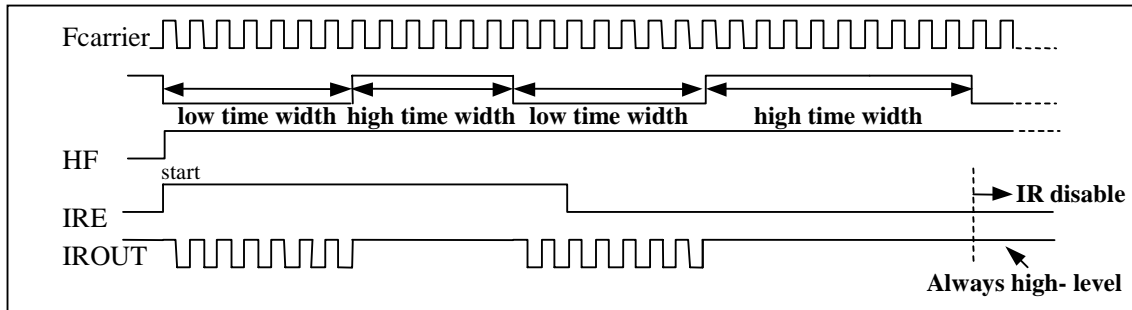 Fcarrier
low time width high time width low time width high time width
HF
start
IR disable
IRE
IROUT
Always high- level